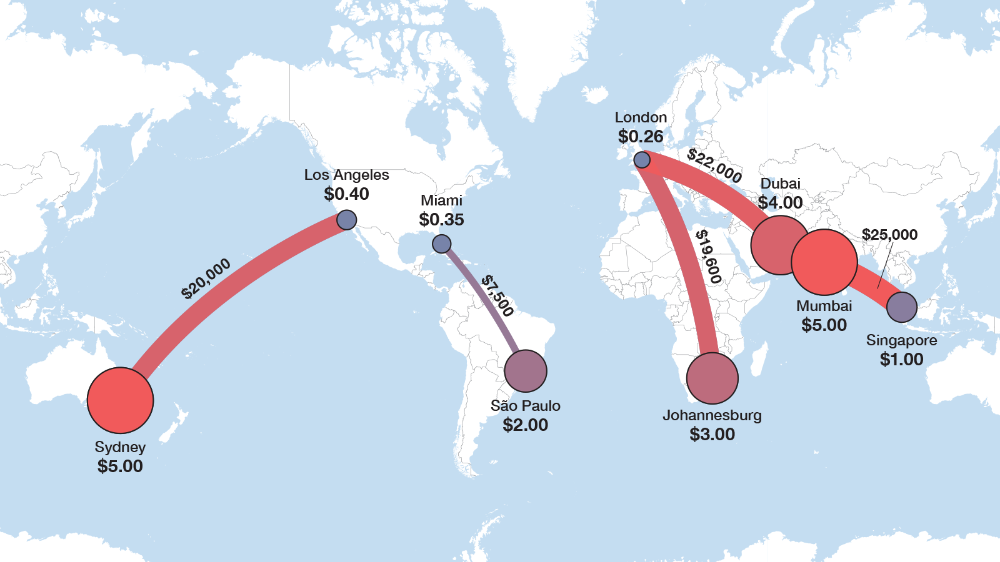 London
$0.26
$22,000
Los Angeles
$0.40
Dubai
$4.00
Miami
$0.35
$25,000
$20,000
$19,600
$7,500
Mumbai
$5.00
Singapore
$1.00
São Paulo
$2.00
Johannesburg
$3.00
Sydney
$5.00